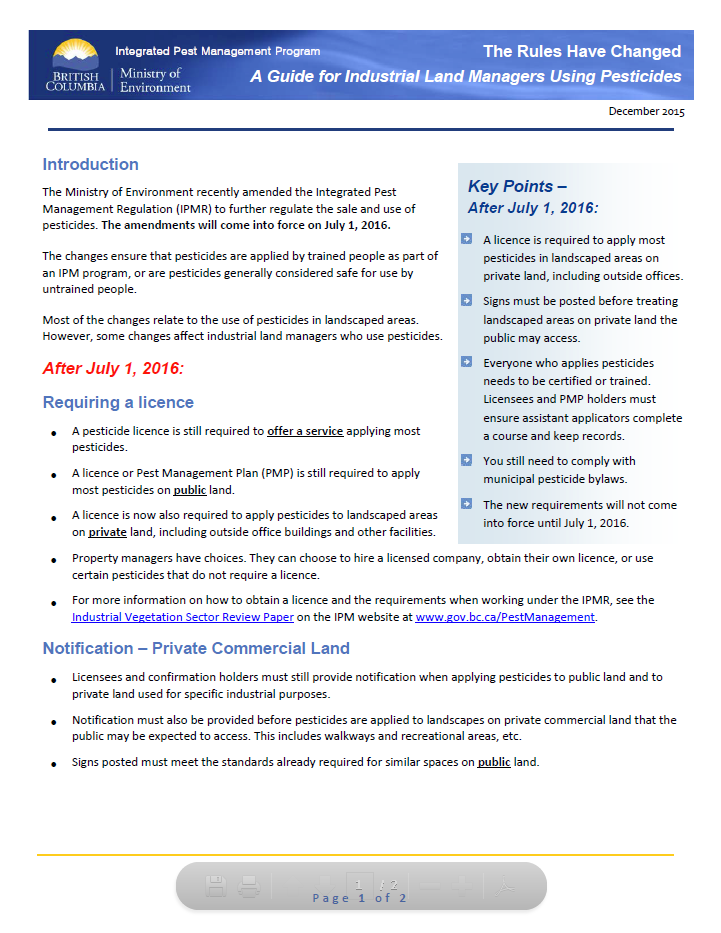 Integrated Pest Management Program
BRITISH
COLUMBIA
Ministry of
Environment
The Rules Have Changed
A Guide for Industrial Land Managers Using Pesticides
December 2015
Introduction
The Ministry of Environment recently amended the Integrated Pest
Management Regulation (IPMR) to further regulate the sale and use of
pesticides. The amendments will come into force on July 1, 2016.
The changes ensure that pesticides are applied by trained people as part of
an IPM program, or are pesticides generally considered safe for use by
untrained people.
Most of the changes relate to the use of pesticides in landscaped areas.
However, some changes affect industrial land managers who use pesticides.
After July 1, 2016:
Requiring a licence
• A pesticide licence is still required to offer a service applying most
pesticides.
• A licence or Pest Management Plan (PMP) is still required to apply
most pesticides on public land.
• A licence is now also required to apply pesticides to landscaped areas
on private land, including outside office buildings and other facilities.
• Property managers have choices. They can choose to hire a licensed company, obtain their own licence, or use
certain pesticides that do not require a licence.
• For more information on how to obtain a licence and the requirements when working under the IPMR, see the
Industrial Vegetation Sector Review Paper on the IPM website at www.gov.bc.ca/PestManagement.
Key Points –
After July 1, 2016:
A licence is required to apply most
pesticides in landscaped areas on
private land, including outside offices.
Signs must be posted before treating
landscaped areas on private land the
public may access.
Everyone who applies pesticides
needs to be certified or trained.
Licensees and PMP holders must
ensure assistant applicators complete
a course and keep records.
You still need to comply with
municipal pesticide bylaws.
The new requirements will not come
into force until July 1, 2016.
Notification – Private Commercial Land
• Licensees and confirmation holders must still provide notification when applying pesticides to public land and to
private land used for specific industrial purposes.
• Notification must also be provided before pesticides are applied to landscapes on private commercial land that the
public may be expected to access. This includes walkways and recreational areas, etc.
• Signs posted must meet the standards already required for similar spaces on public land.
1 / 2
Page 1 of 2